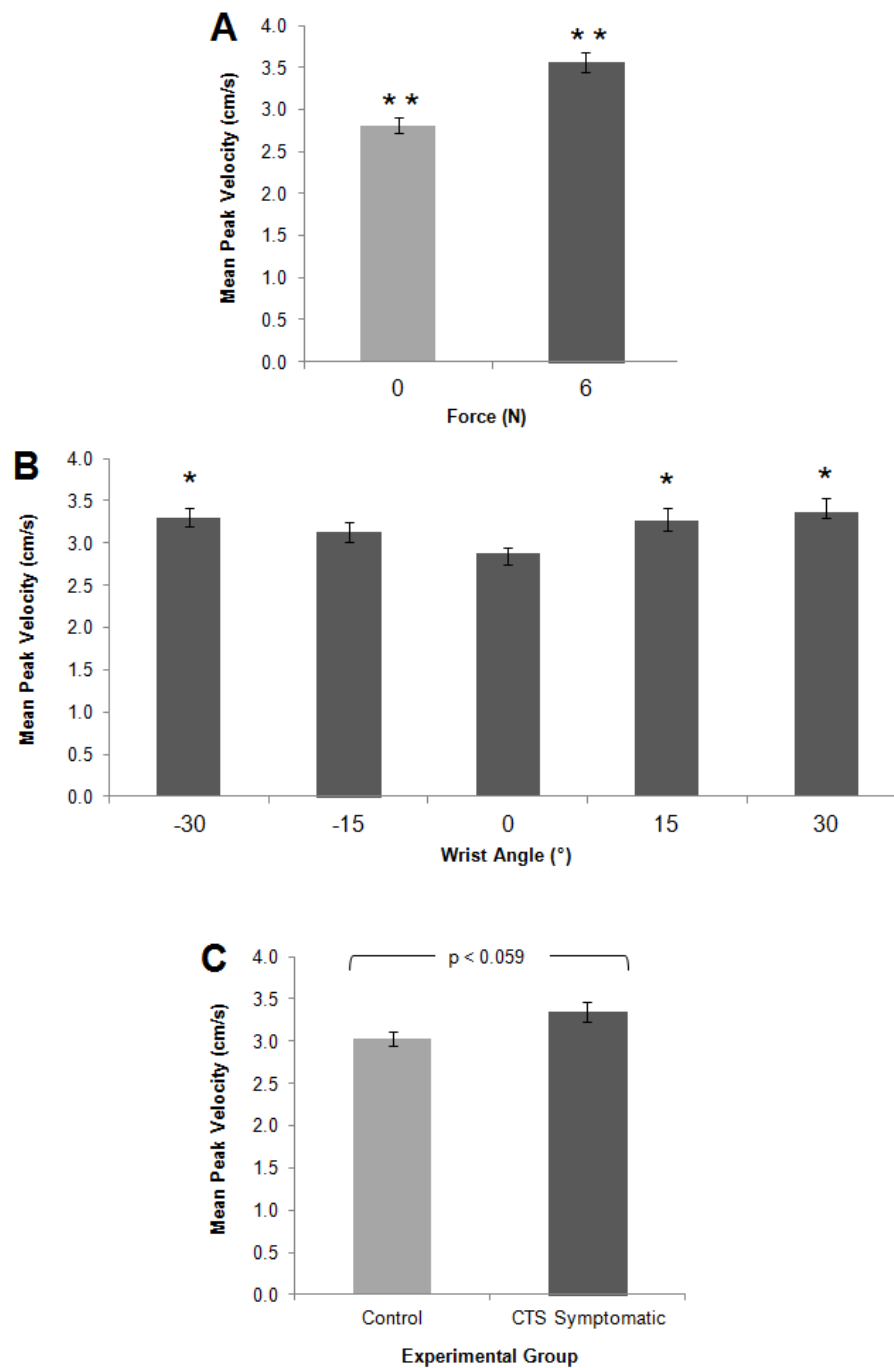 A
Mean Peak Velocity (cm/s)
4.0
3.5
3.0
2.5
2.0
1.5
1.0
0.5
0.0
* *
* *
0 6
Force (N)
B
Mean Peak Velocity (cm/s)
4.0
3.5
3.0
2.5
2.0
1.5
1.0
0.5
0.0
* * *
-30 -15 0 15 30
Wrist Angle (°)
C
Mean Peak Velocity (cm/s)
4.0
3.5
3.0
2.5
2.0
1.5
1.0
0.5
0.0
p < 0.059
Control CTS Symptomatic
Experimental Group